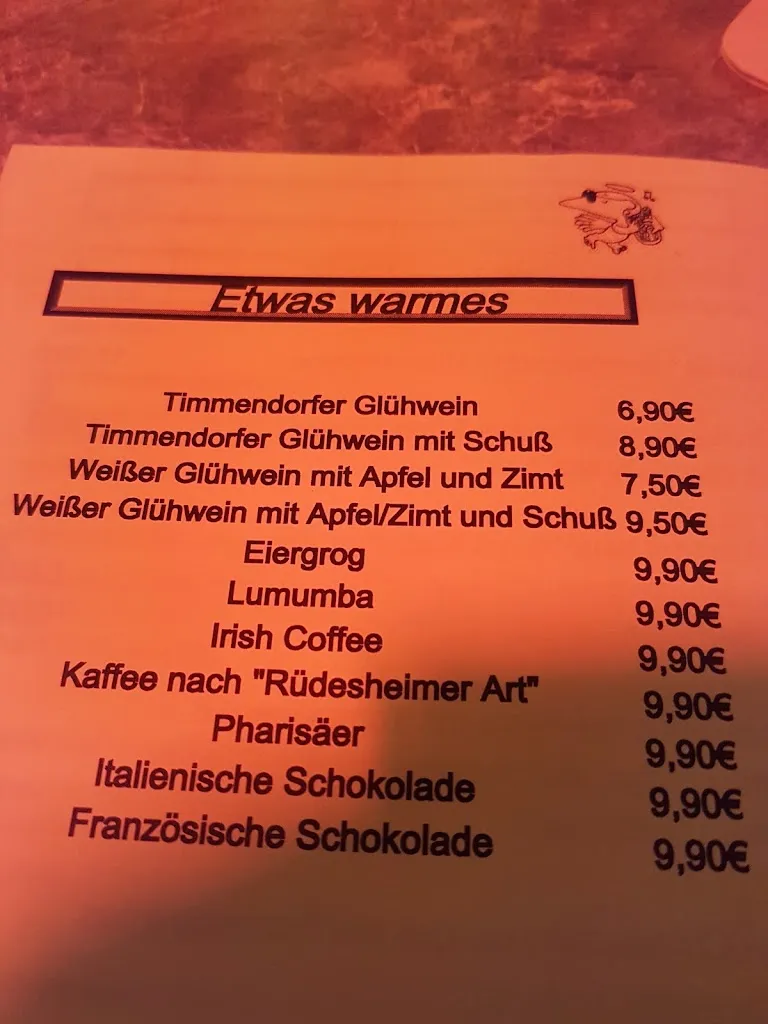 Etwas warmes
Timmendorfer Glühwein 6,90€
Timmendorfer Glühwein mit Schuß 8,90€
Weißer Glühwein mit Apfel und Zimt 7,50€
Weißer Glühwein mit Apfel/Zimt und Schuß 9,50€
Eiergrog 9,90€
Lumumba 9,90€
Irish Coffee 9,90€
Kaffee nach "Rüdesheimer Art" 9,90€
Pharisäer 9,90€
Italienische Schokolade 9,90€
Französische Schokolade 9,90€